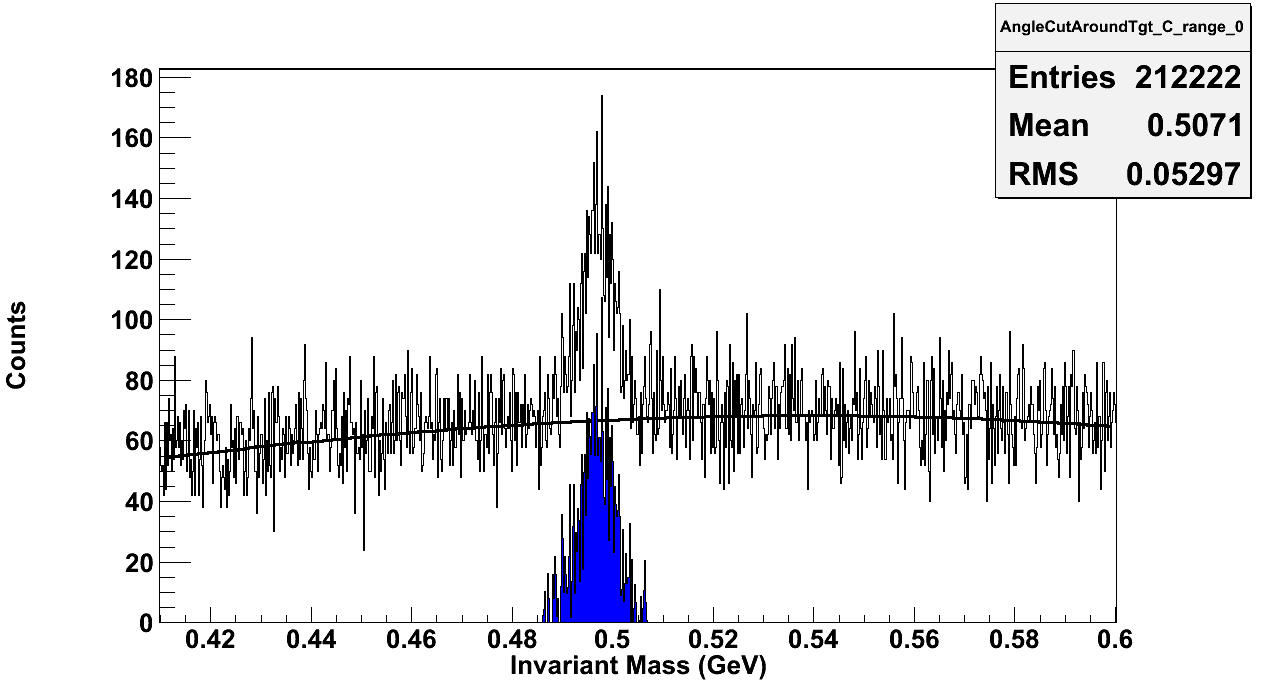 AngleCutAroundTgt_C_range_0
Entries 212222
Mean 0.5071
RMS 0.05297
180
160
140
120
100
80
60
40
20
0
Counts
0.42 0.44 0.46 0.48 0.5 0.52 0.54 0.56 0.58 0.6
Invariant Mass (GeV)